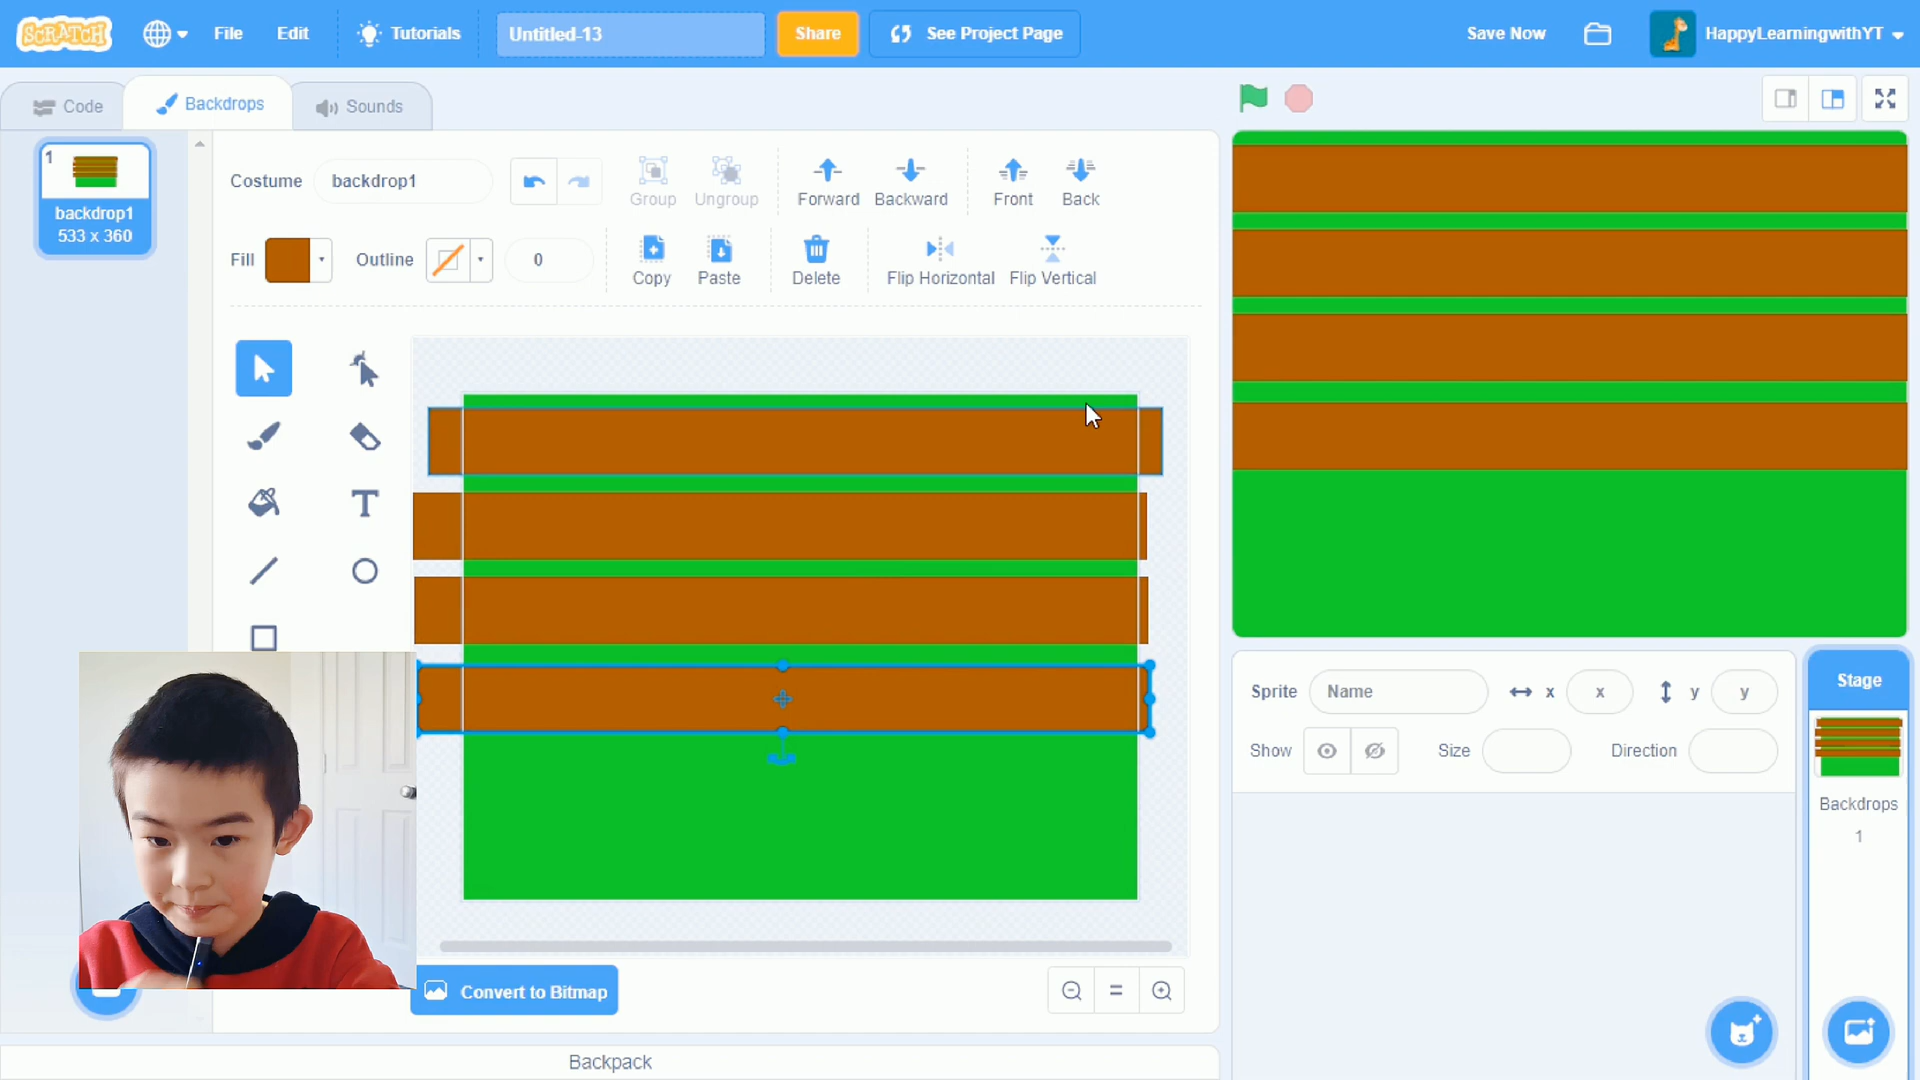 SCRATCH
File
Edit
Tutorials
Untitled-13
Share
See Project Page
Save Now
HappyLearningwithYT
Code
Backdrops
Sounds
1
backdrop1
533 x 360
Costume
backdrop1
Group
Ungroup
Forward
Backward
Front
Back
Fill
Outline
0
Copy
Paste
Delete
Flip Horizontal
Flip Vertical
T
Convert to Bitmap
Backpack
Sprite
Name
x
x
y
y
Show
Size
Direction
Stage
Backdrops
1